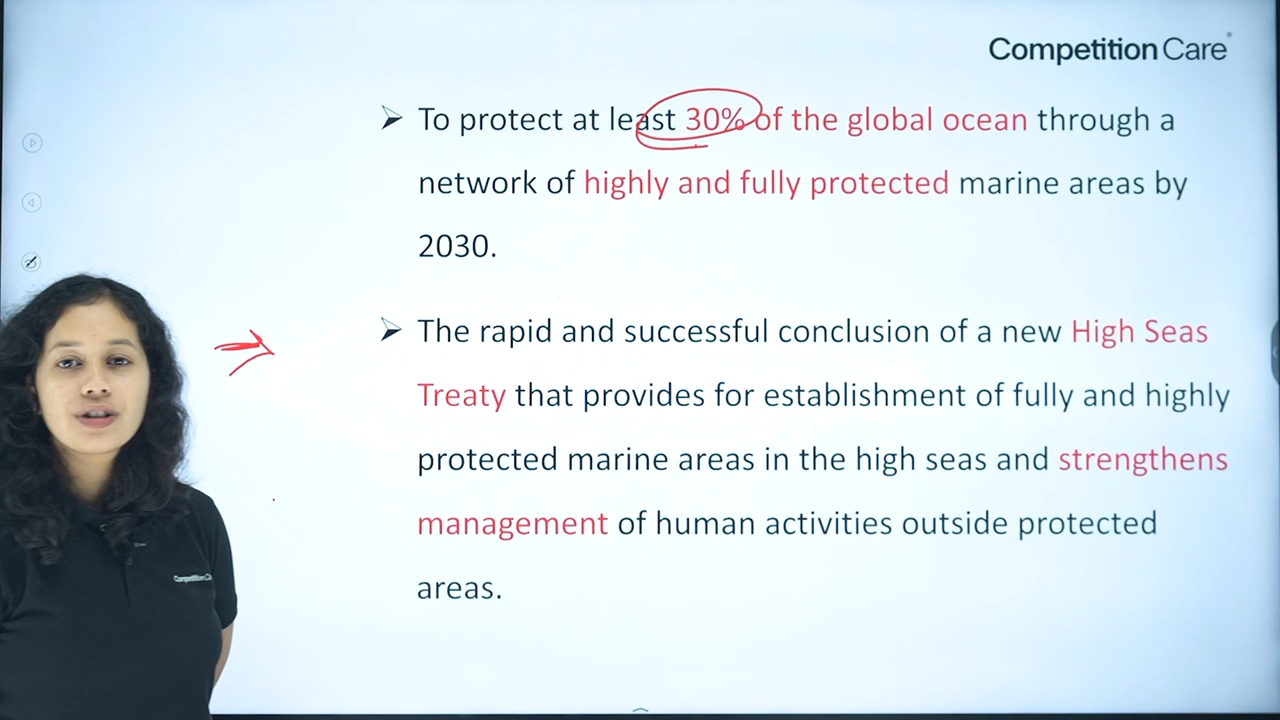 Competition Care
➢ To protect at least 30% of the global ocean through a
network of highly and fully protected marine areas by
2030.
➢ The rapid and successful conclusion of a new High Seas
Treaty that provides for establishment of fully and highly
protected marine areas in the high seas and strengthens
management of human activities outside protected
areas.